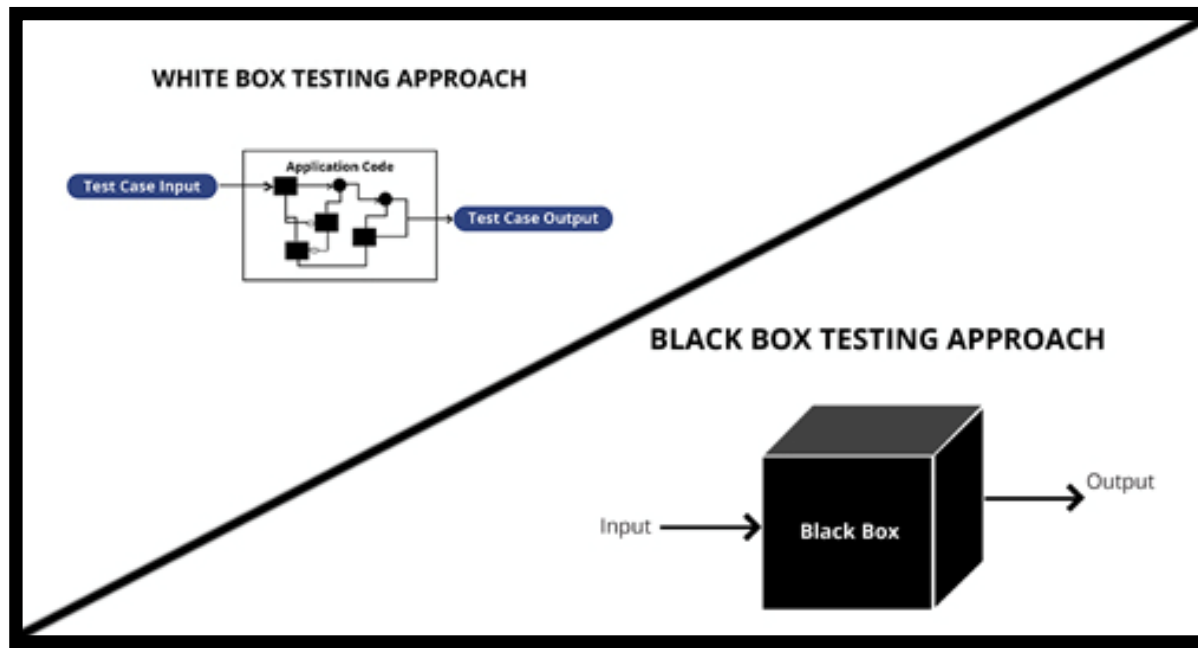 WHITE BOX TESTING APPROACH
Application Code
Test Case Input
Test Case Output
BLACK BOX TESTING APPROACH
Output
Input
Black Box